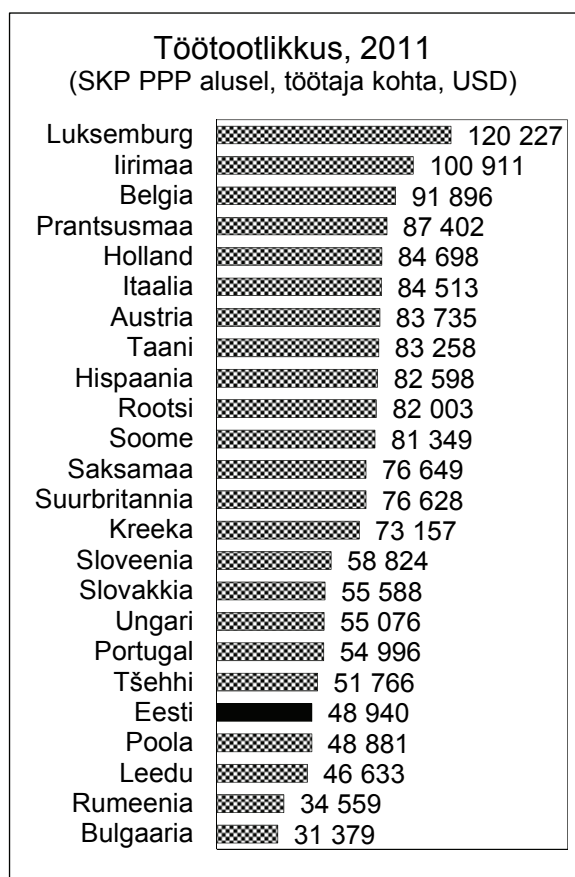 Töötootlikkus, 2011
(SKP PPP alusel, töötaja kohta, USD)
Luksemburg 120 227
Iirimaa 100 911
Belgia 91 896
Prantsusmaa 87 402
Holland 84 698
Itaalia 84 513
Austria 83 735
Taani 83 258
Hispaania 82 598
Rootsi 82 003
Soome 81 349
Saksamaa 76 649
Suurbritannia 76 628
Kreeka 73 157
Sloveenia 58 824
Slovakkia 55 588
Ungari 55 076
Portugal 54 996
Tšehhi 51 766
Eesti 48 940
Poola 48 881
Leedu 46 633
Rumeenia 34 559
Bulgaaria 31 379